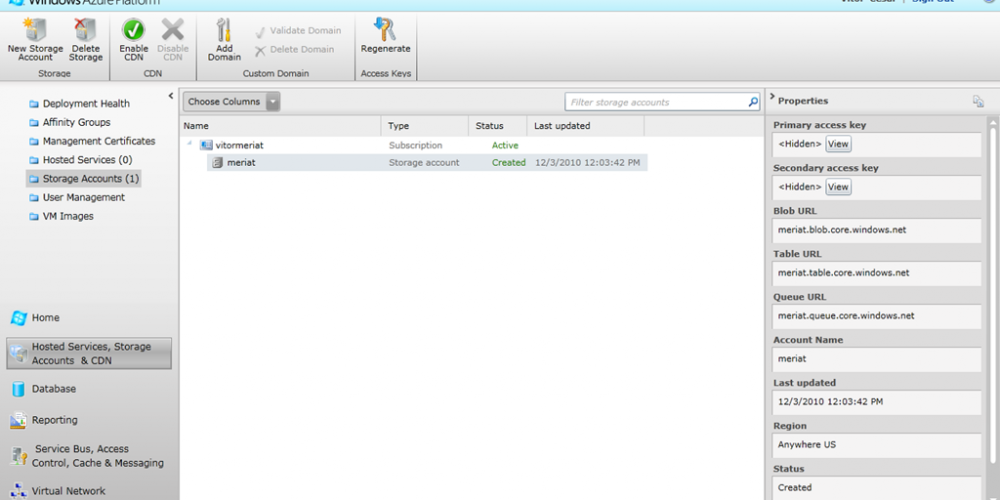 Windows Azure Platform
Vitor Cesar | Sign Out
New Storage Account
Delete Storage
Storage
Enable CDN
Disable CDN
CDN
Add Domain
Validate Domain
Delete Domain
Custom Domain
Regenerate
Access Keys
Deployment Health
Affinity Groups
Management Certificates
Hosted Services (0)
Storage Accounts (1)
User Management
VM Images
Home
Hosted Services, Storage
Accounts & CDN
Database
Reporting
Service Bus, Access
Control, Cache & Messaging
Virtual Network
Choose Columns
Filter storage accounts
Name Type Status Last updated
vitormeriat Subscription Active
meriat Storage account Created 12/3/2010 12:03:42 PM
Properties
Primary access key
<Hidden> View
Secondary access key
<Hidden> View
Blob URL
meriat.blob.core.windows.net
Table URL
meriat.table.core.windows.net
Queue URL
meriat.queue.core.windows.net
Account Name
meriat
Last updated
12/3/2010 12:03:42 PM
Region
Anywhere US
Status
Created